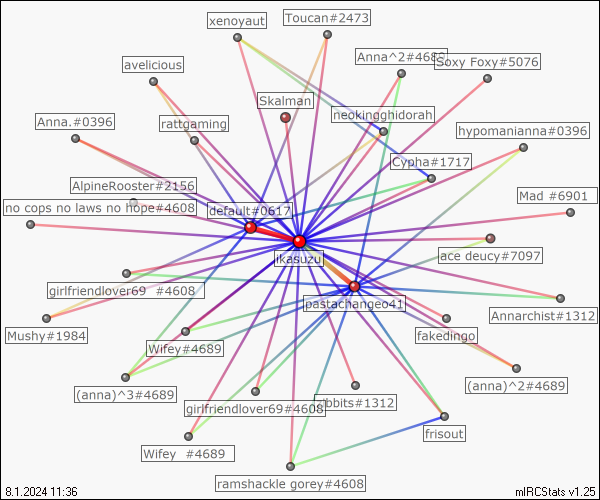 xenoyaut
Toucan#2473
Anna^2#4689
Soxy Foxy#5076
avelicious
Skalman
neokingghidorah
Anna.#0396
rattoaming
hypomanianna#0396
Cypha#1717
AlpineRooster#2156
Mad #6901
no cops no laws no hope#4608
default#0617
ikasuzu
ace deucy#7097
girlfriendlover69 #4608
pastachangeo41
Annarchist#1312
Mushy#1984
fakedingo
Wifey#4689
(anna)^3#4689
(anna)^2#4689
girlfriendlover69#4608
ibbits#1312
frisout
Wifey #4689
ramshackle gorey#4608
8.1.2024 11:36
mIRCStats v1.25